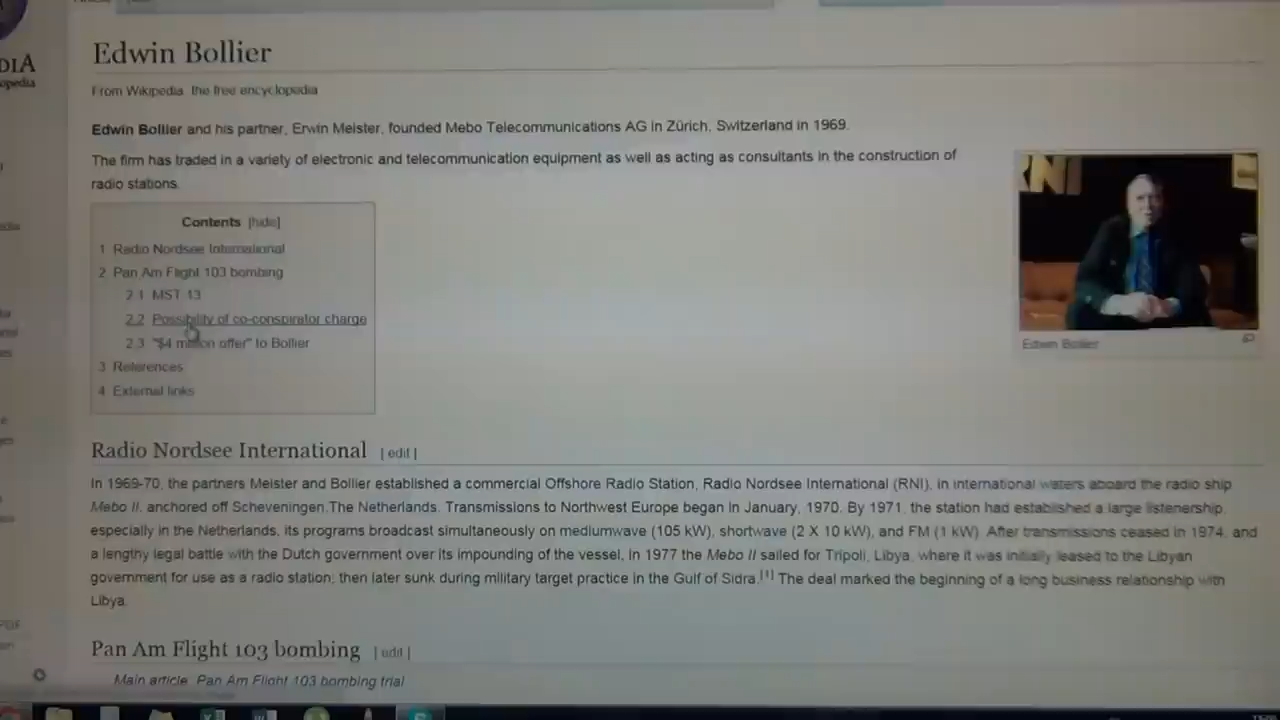 Edwin Bollier
From Wikipedia, the free encyclopedia
Edwin Bollier and his partner, Erwin Meister, founded Mebo Telecommunications AG in Zürich, Switzerland in 1969.
The firm has traded in a variety of electronic and telecommunication equipment as well as acting as consultants in the construction of
radio stations.
Contents [hide]
1 Radio Nordsee International
2 Pan Am Flight 103 bombing
2.1 MST 13
2.2 Possibility of co-conspirator charge
2.3 "$4 million offer" to Bollier
3 References
4 External links
RNI
Edwin Bollier
Radio Nordsee International [ edit ]
In 1969-70, the partners Meister and Bollier established a commercial Offshore Radio Station, Radio Nordsee International (RNI), in international waters aboard the radio ship
Mebo II, anchored off Scheveningen.The Netherlands. Transmissions to Northwest Europe began in January, 1970. By 1971, the station had established a large listenership,
especially in the Netherlands, its programs broadcast simultaneously on mediumwave (105 kW), shortwave (2 X 10 kW), and FM (1 kW). After transmissions ceased in 1974, and
a lengthy legal battle with the Dutch government over its impounding of the vessel, in 1977 the Mebo II sailed for Tripoli, Libya, where it was initially leased to the Libyan
government for use as a radio station; then later sunk during military target practice in the Gulf of Sidra.[1] The deal marked the beginning of a long business relationship with
Libya.
Pan Am Flight 103 bombing [ edit ]
Main article: Pan Am Flight 103 bombing trial